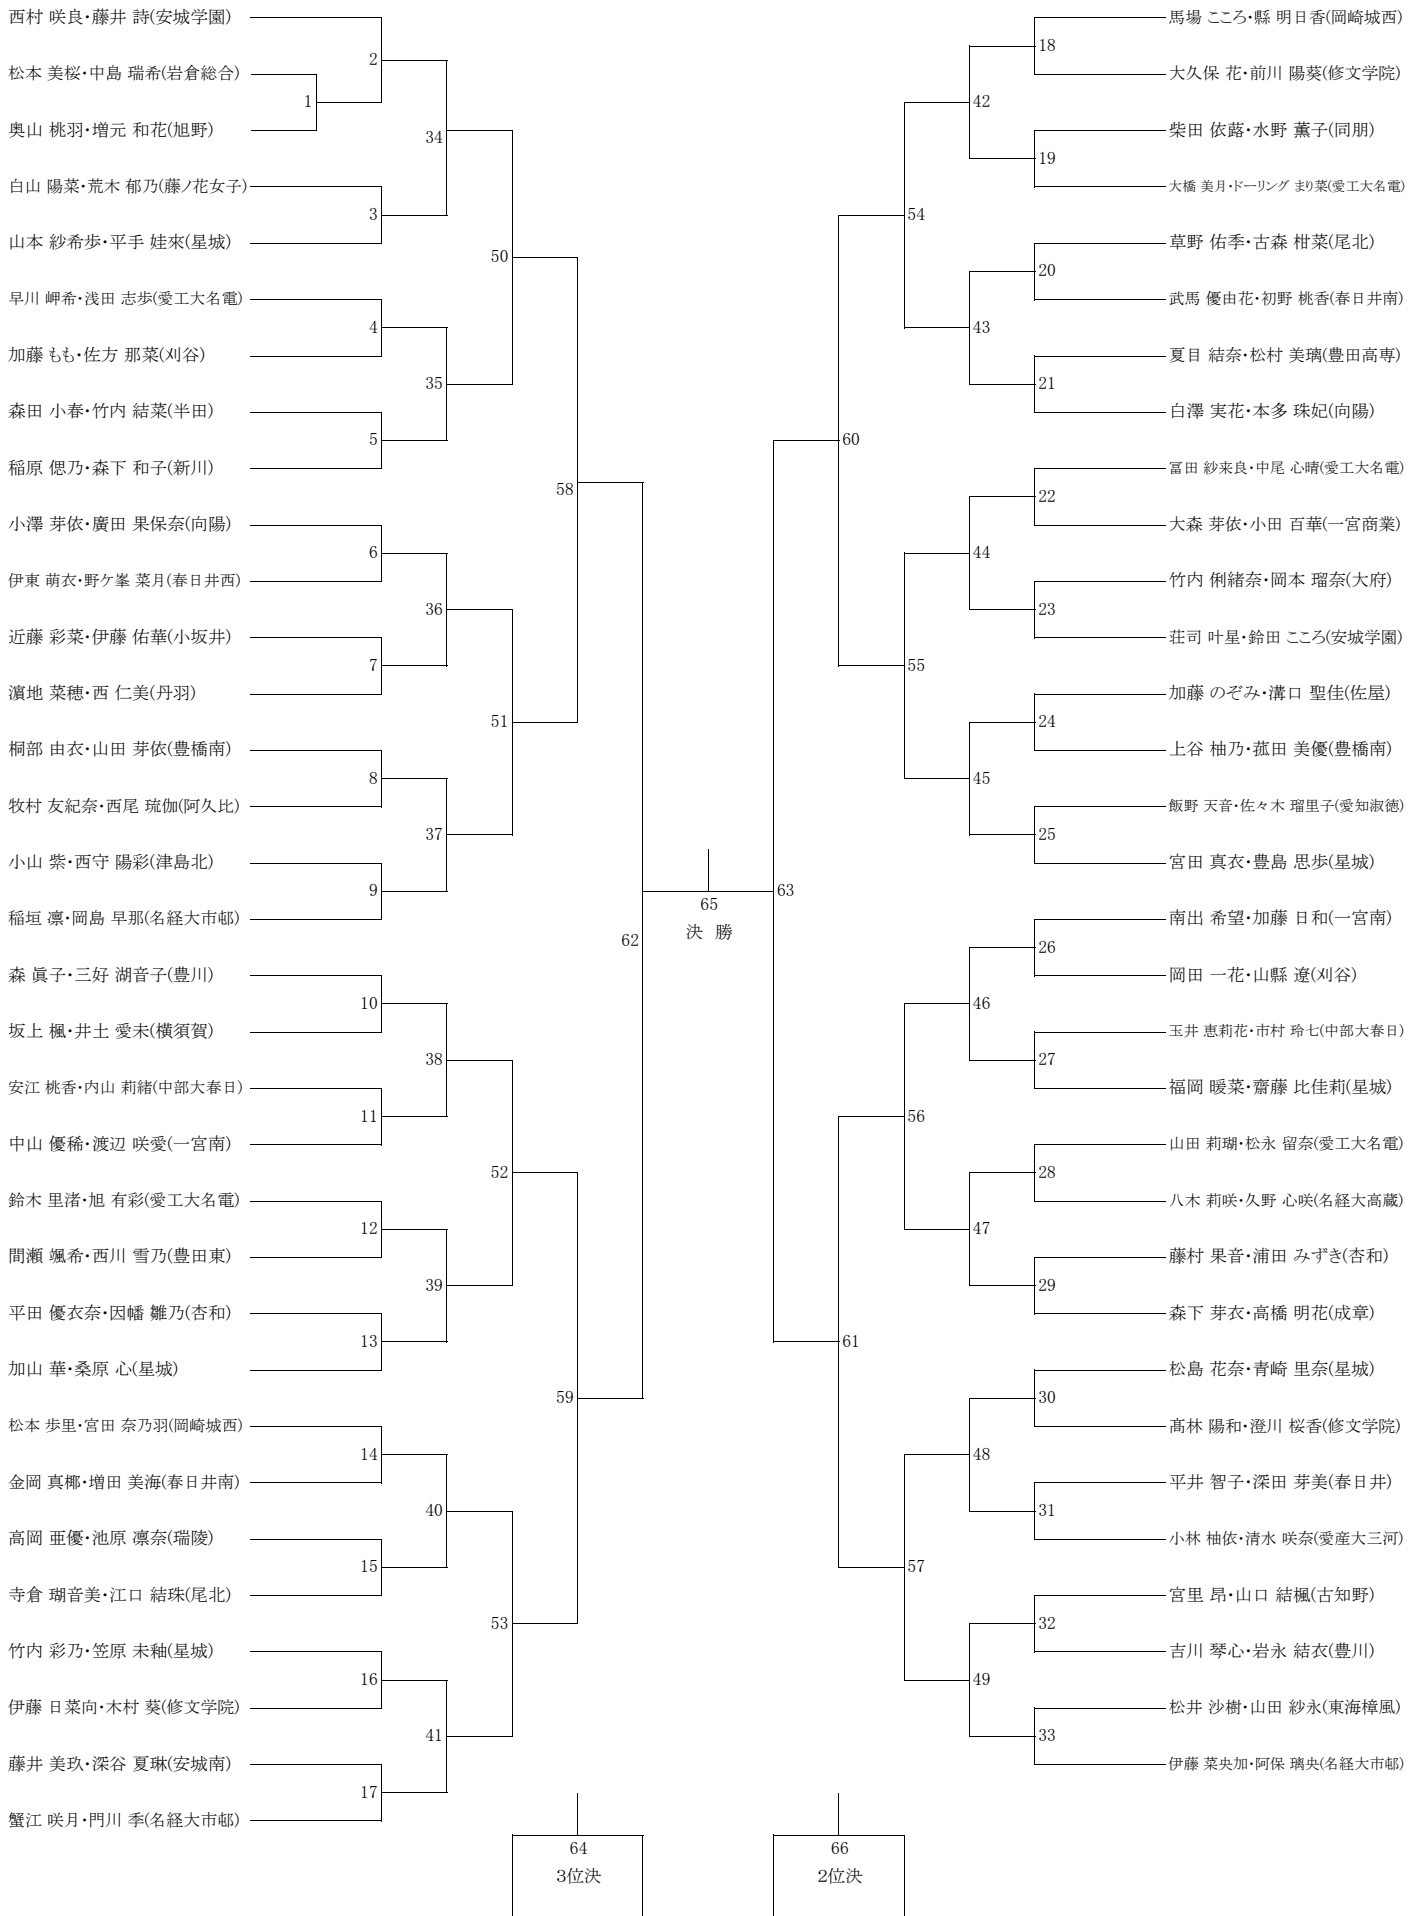 西村 咲良・藤井 詩(安城学園)
松本 美桜・中島 瑞希(岩倉総合)
奥山 桃羽・増元 和花(旭野)
白山 陽菜・荒木 郁乃(藤ノ花女子)
山本 紗希歩・平手 娃來(星城)
早川 岬希・浅田 志歩(愛工大名電)
加藤 もも・佐方 那菜(刈谷)
森田 小春・竹内 結菜(半田)
稲原 偲乃・森下 和子(新川)
小澤 芽依・廣田 果保奈(向陽)
伊東 萌衣・野ケ峯 菜月(春日井西)
近藤 彩菜・伊藤 佑華(小坂井)
濵地 菜穂・西 仁美(丹羽)
桐部 由衣・山田 芽依(豊橋南)
牧村 友紀奈・西尾 琉伽(阿久比)
小山 紫・西守 陽彩(津島北)
稲垣 凛・岡島 早那(名経大市邨)
森 眞子・三好 湖音子(豊川)
坂上 楓・井土 愛未(横須賀)
安江 桃香・内山 莉緒(中部大春日)
中山 優稀・渡辺 咲愛(一宮南)
鈴木 里渚・旭 有彩(愛工大名電)
間瀬 颯希・西川 雪乃(豊田東)
平田 優衣奈・因幡 雛乃(杏和)
加山 華・桑原 心(星城)
松本 歩里・宮田 奈乃羽(岡崎城西)
金岡 真梛・増田 美海(春日井南)
高岡 亜優・池原 凛奈(瑞陵)
寺倉 瑚音美・江口 結珠(尾北)
竹内 彩乃・笠原 未釉(星城)
伊藤 日菜向・木村 葵(修文学院)
藤井 美玖・深谷 夏琳(安城南)
蟹江 咲月・門川 季(名経大市邨)
1
2
3
4
5
6
7
8
9
10
11
12
13
14
15
16
17
34
35
36
37
38
39
40
41
50
51
52
53
58
59
62
65
決 勝
63
64
3位決
66
2位決
60
61
54
55
56
57
42
43
44
45
46
47
48
49
18
19
20
21
22
23
24
25
26
27
28
29
30
31
32
33
馬場 こころ・縣 明日香(岡崎城西)
大久保 花・前川 陽葵(修文学院)
柴田 依蕗・水野 薫子(同朋)
大橋 美月・ドーリング まり菜(愛工大名電)
草野 佑季・古森 柑菜(尾北)
武馬 優由花・初野 桃香(春日井南)
夏目 結奈・松村 美璃(豊田高専)
白澤 実花・本多 珠妃(向陽)
冨田 紗来良・中尾 心晴(愛工大名電)
大森 芽依・小田 百華(一宮商業)
竹内 俐緒奈・岡本 瑠奈(大府)
荘司 叶星・鈴田 こころ(安城学園)
加藤 のぞみ・溝口 聖佳(佐屋)
上谷 柚乃・菰田 美優(豊橋南)
飯野 天音・佐々木 瑠里子(愛知淑徳)
宮田 真衣・豊島 思歩(星城)
南出 希望・加藤 日和(一宮南)
岡田 一花・山縣 遼(刈谷)
玉井 恵莉花・市村 玲七(中部大春日)
福岡 暖菜・齋藤 比佳莉(星城)
山田 莉瑚・松永 留奈(愛工大名電)
八木 莉咲・久野 心咲(名経大高蔵)
藤村 果音・浦田 みずき(杏和)
森下 芽衣・高橋 明花(成章)
松島 花奈・青崎 里奈(星城)
髙林 陽和・澄川 桜香(修文学院)
平井 智子・深田 芽美(春日井)
小林 柚依・清水 咲奈(愛産大三河)
宮里 昂・山口 結楓(古知野)
吉川 琴心・岩永 結衣(豊川)
松井 沙樹・山田 紗永(東海樟風)
伊藤 菜央加・阿保 璃央(名経大市邨)